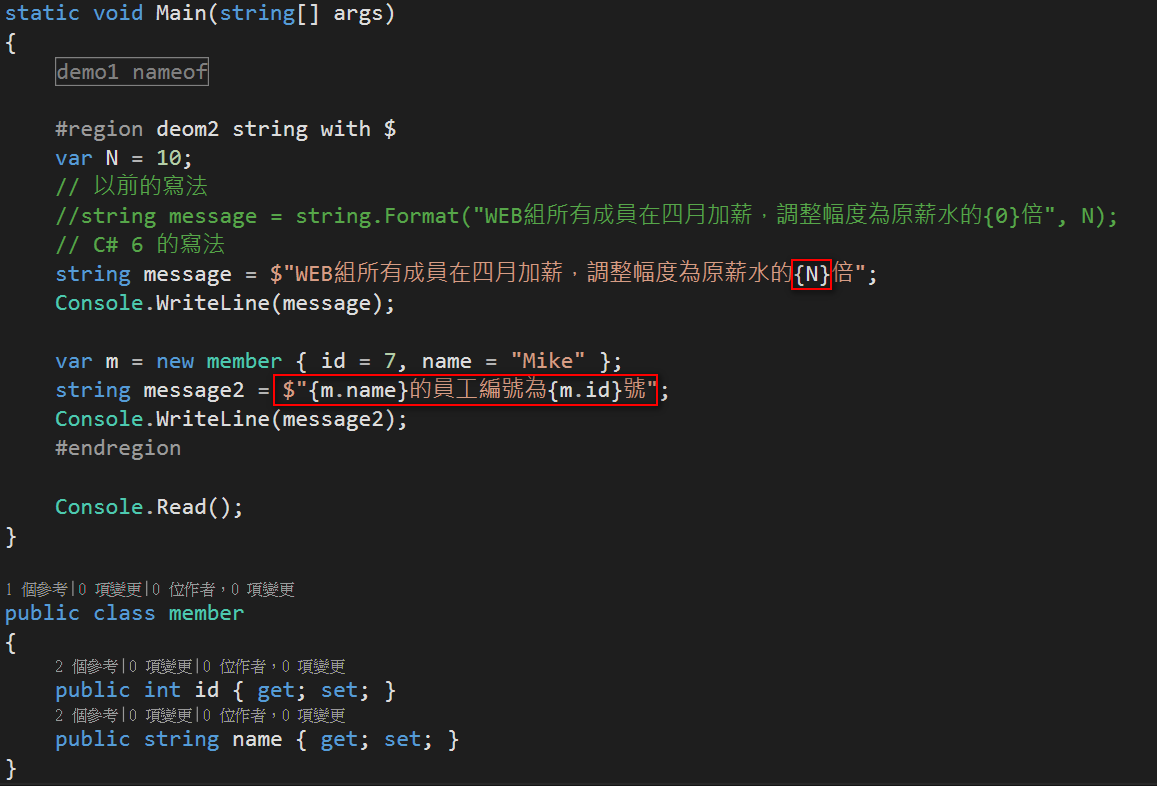 static void Main(string[] args)
{
demo1 nameof
#region deom2 string with $
var N = 10;
// 以前的寫法
//string message = string.Format("WEB組所有成員在四月加薪，調整幅度為原薪水的{0}倍", N);
// C# 6 的寫法
string message = $"WEB組所有成員在四月加薪，調整幅度為原薪水的{N}倍";
Console.WriteLine(message);
var m = new member { id = 7, name = "Mike" };
string message2 = $"{m.name}的員工編號為{m.id}號";
Console.WriteLine(message2);
#endregion
Console.Read();
}
1 個參考|0 項變更|0 位作者，0 項變更
public class member
{
2 個參考|0 項變更|0 位作者，0 項變更
public int id { get; set; }
2 個參考|0 項變更|0 位作者，0 項變更
public string name { get; set; }
}